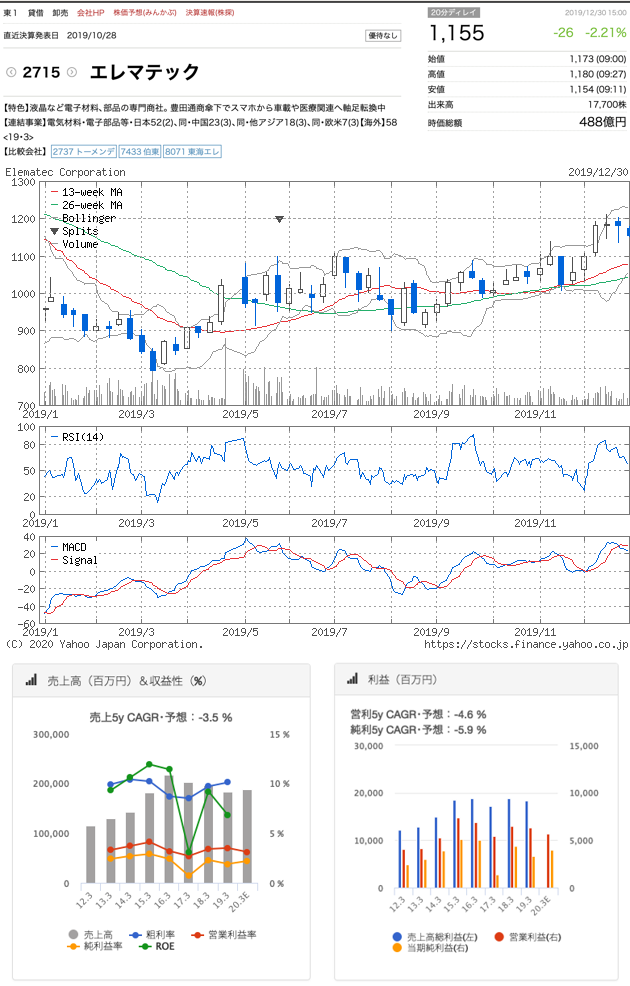 東1 貸借 卸売 会社HP 株価予想(みんかぶ) 決算速報(株探)
直近決算発表日 2019/10/28 優待なし
2715 エレマテック
20分ディレイ 2019/12/30 15:00
1,155 -26 -2.21%
始値 1,173 (09:00)
高値 1,180 (09:27)
安値 1,154 (09:11)
出来高 17,700株
時価総額 488億円
【特色】液晶など電子材料、部品の専門商社。豊田通商傘下でスマホから車載や医療関連へ軸足転換中
【連結事業】電気材料・電子部品等・日本52(2)、同・中国23(3)、同・他アジア18(3)、同・欧米7(3)【海外】58
<19・3>
【比較会社】 2737 トーメンデ 7433 伯東 8071 東海エレ
Elematec Corporation 2019/12/30
1300
1200
1100
1000
900
800
700
13-week MA
26-week MA
Bollinger
Splits
Volume
2019/1 2019/3 2019/5 2019/7 2019/9 2019/11
100
80
50
20
0
RSI(14)
2019/1 2019/3 2019/5 2019/7 2019/9 2019/11
40
20
0
-20
-40
-60
MACD
Signal
2019/1 2019/3 2019/5 2019/7 2019/9 2019/11
(C) 2020 Yahoo Japan Corporation. https://stocks.finance.yahoo.co.jp
売上高（百万円）＆収益性（%）
売上5y CAGR・予想：-3.5 %
300,000 15 %
200,000 10 %
100,000 5 %
0 0 %
12.3 13.3 14.3 15.3 16.3 17.3 18.3 19.3 20.3E
売上高 粗利率 営業利益率
純利益率 ROE
利益（百万円）
営利5y CAGR・予想：-4.6 %
純利5y CAGR・予想：-5.9 %
30,000 15,000
20,000 10,000
10,000 5,000
0 0
12.3 13.3 14.3 15.3 16.3 17.3 18.3 19.3 20.3E
売上高総利益(左) 営業利益(右)
当期純利益(右)